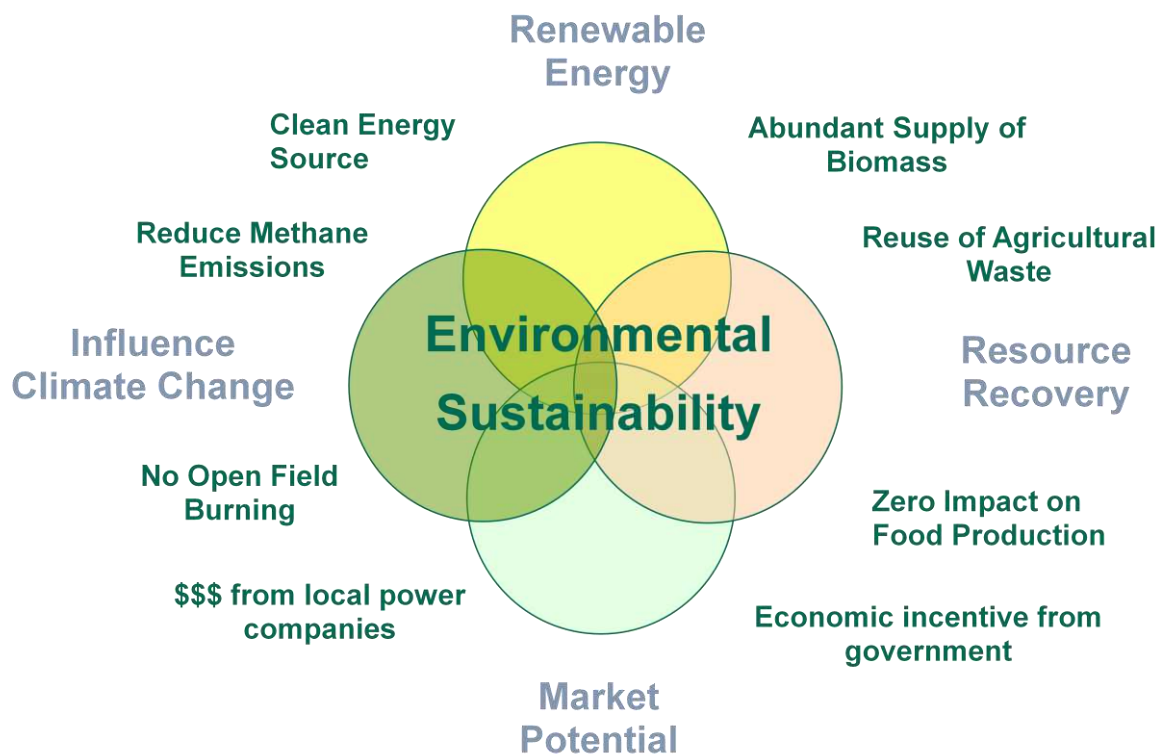 Renewable
Energy
Clean Energy
Source
Abundant Supply of
Biomass
Reduce Methane
Emissions
Reuse of Agricultural
Waste
Environmental
Sustainability
Influence
Climate Change
Resource
Recovery
No Open Field
Burning
Zero Impact on
Food Production
$$$ from local power
companies
Economic incentive from
government
Market
Potential